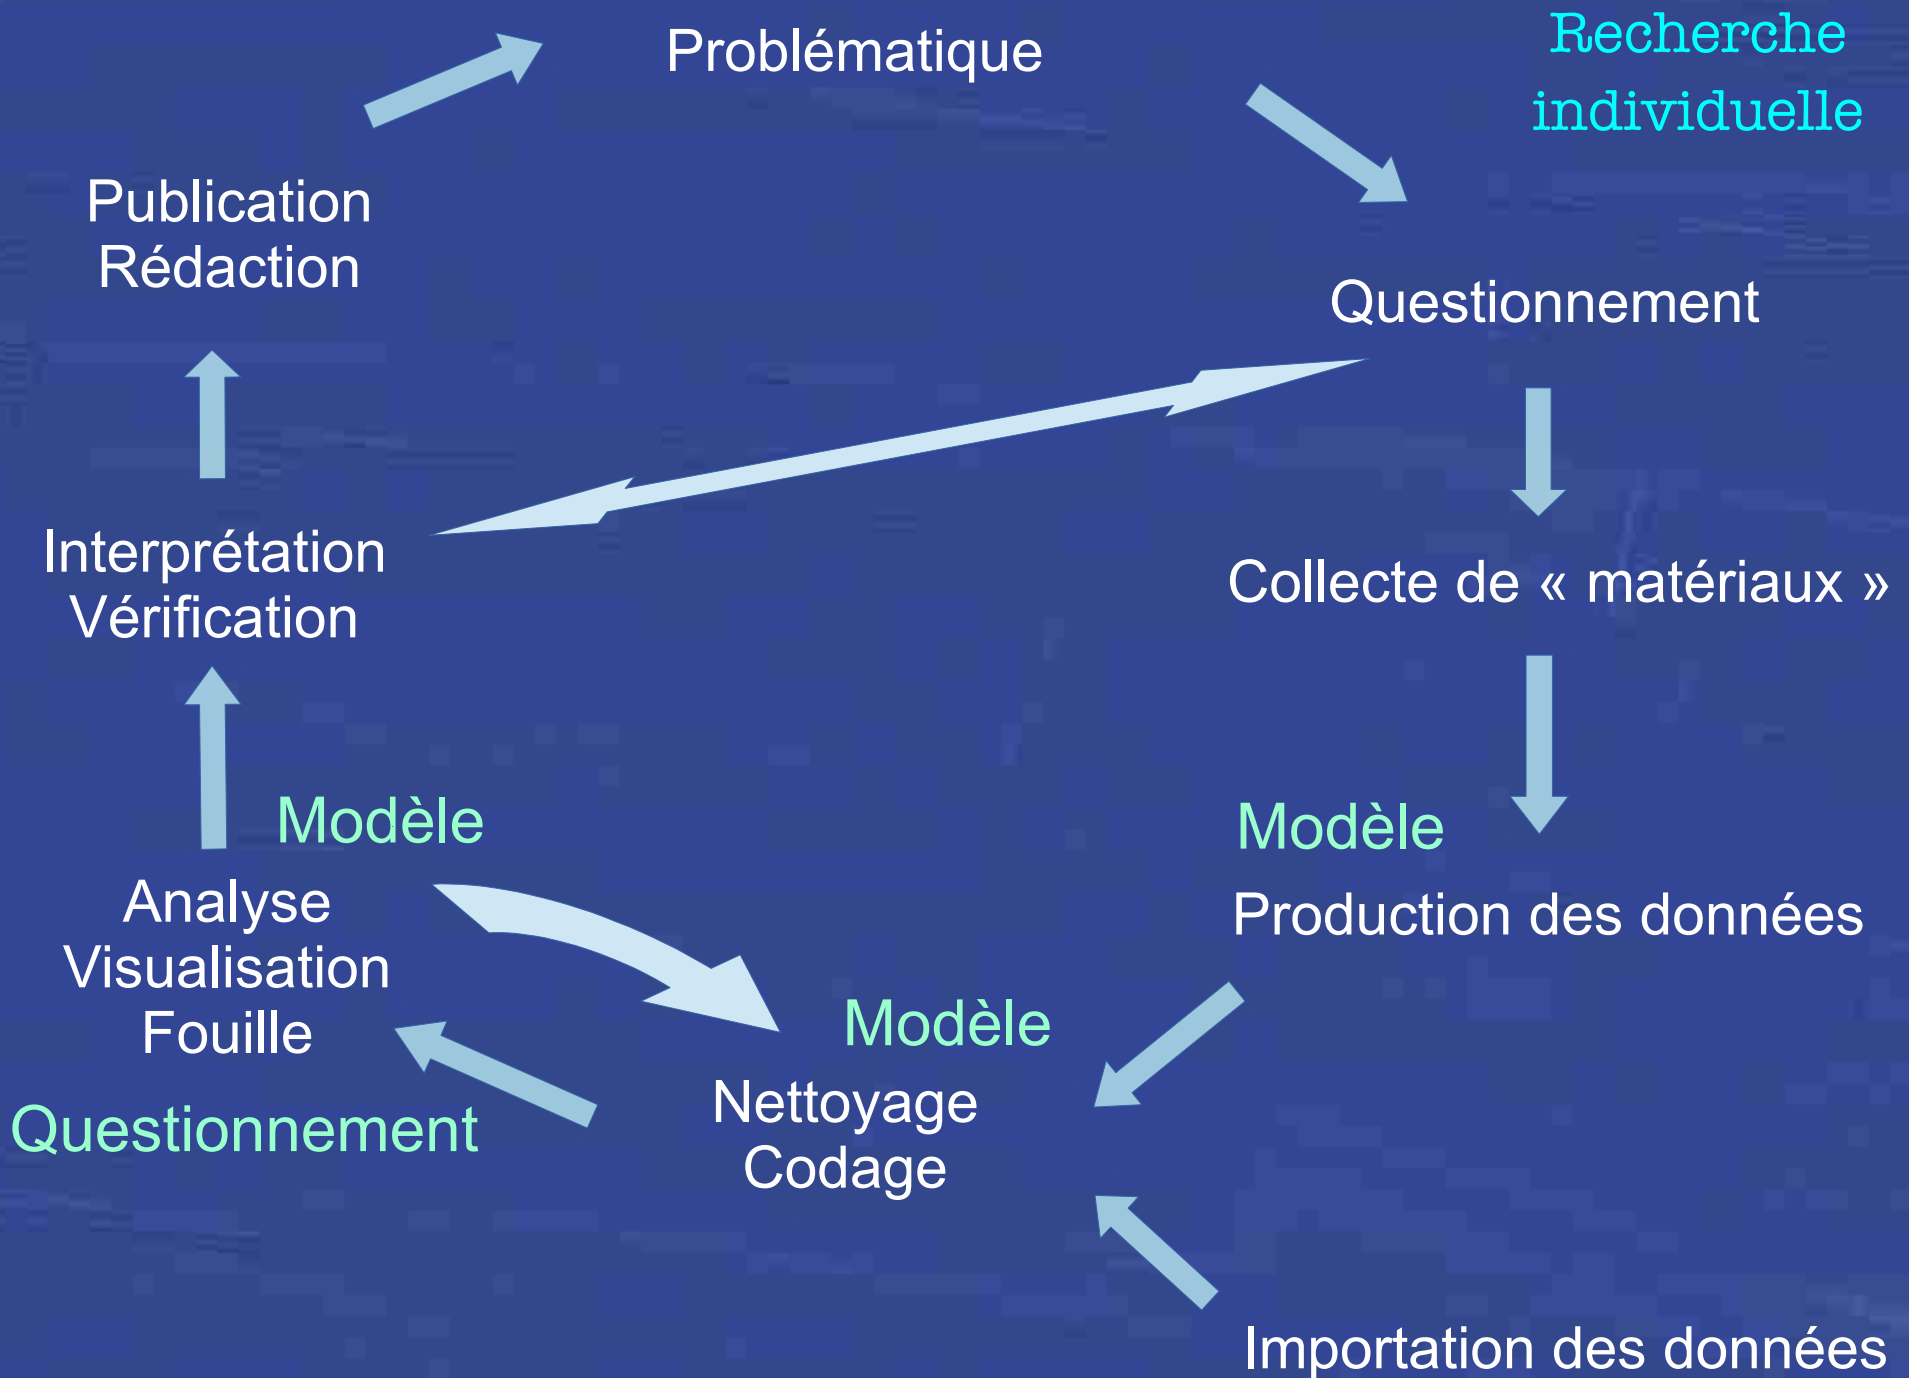 Problématique
Recherche
individuelle
Publication
Rédaction
Questionnement
Interprétation
Vérification
Collecte de « matériaux »
Modèle
Modèle
Analyse
Visualisation
Fouille
Production des données
Modèle
Nettoyage
Codage
Questionnement
Importation des données